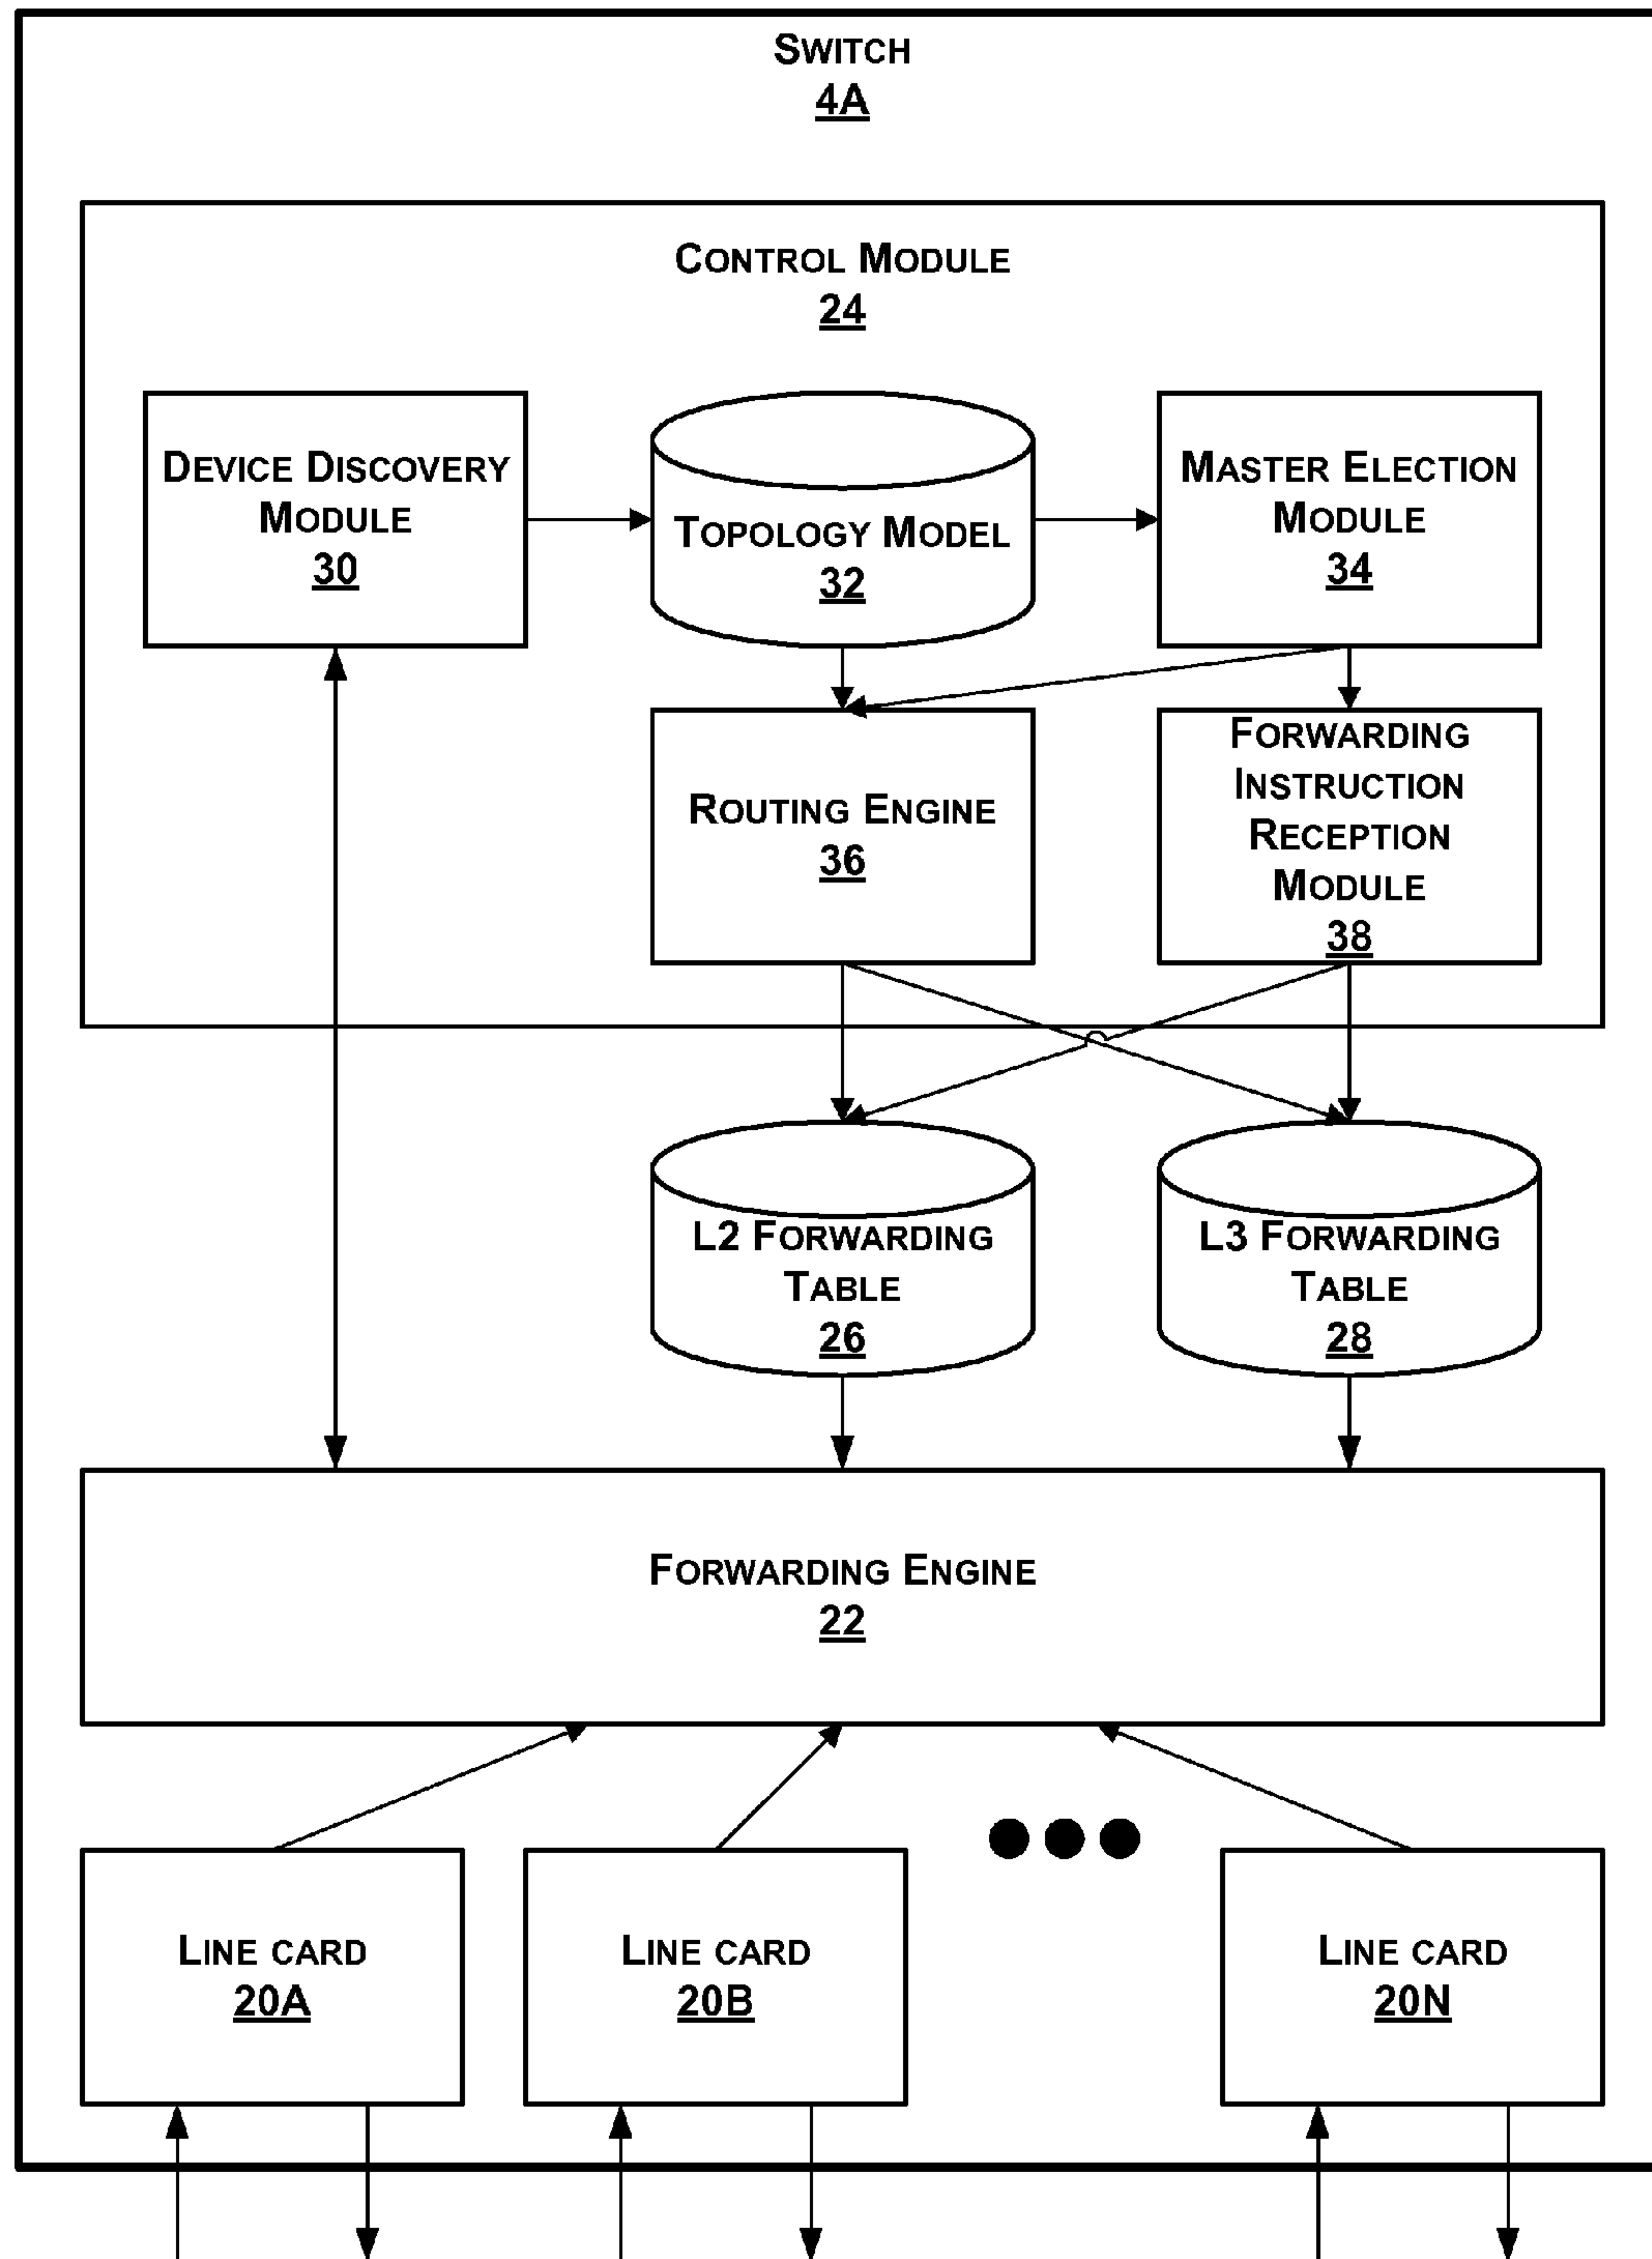 SWITCH
4A
CONTROL MODULE
24
DEVICE DISCOVERY
MODULE
30
TOPOLOGY MODEL
32
MASTER ELECTION
MODULE
34
ROUTING ENGINE
36
FORWARDING
INSTRUCTION
RECEPTION
MODULE
38
L2 FORWARDING
TABLE
26
L3 FORWARDING
TABLE
28
FORWARDING ENGINE
22
LINE CARD
20A
LINE CARD
20B
LINE CARD
20N